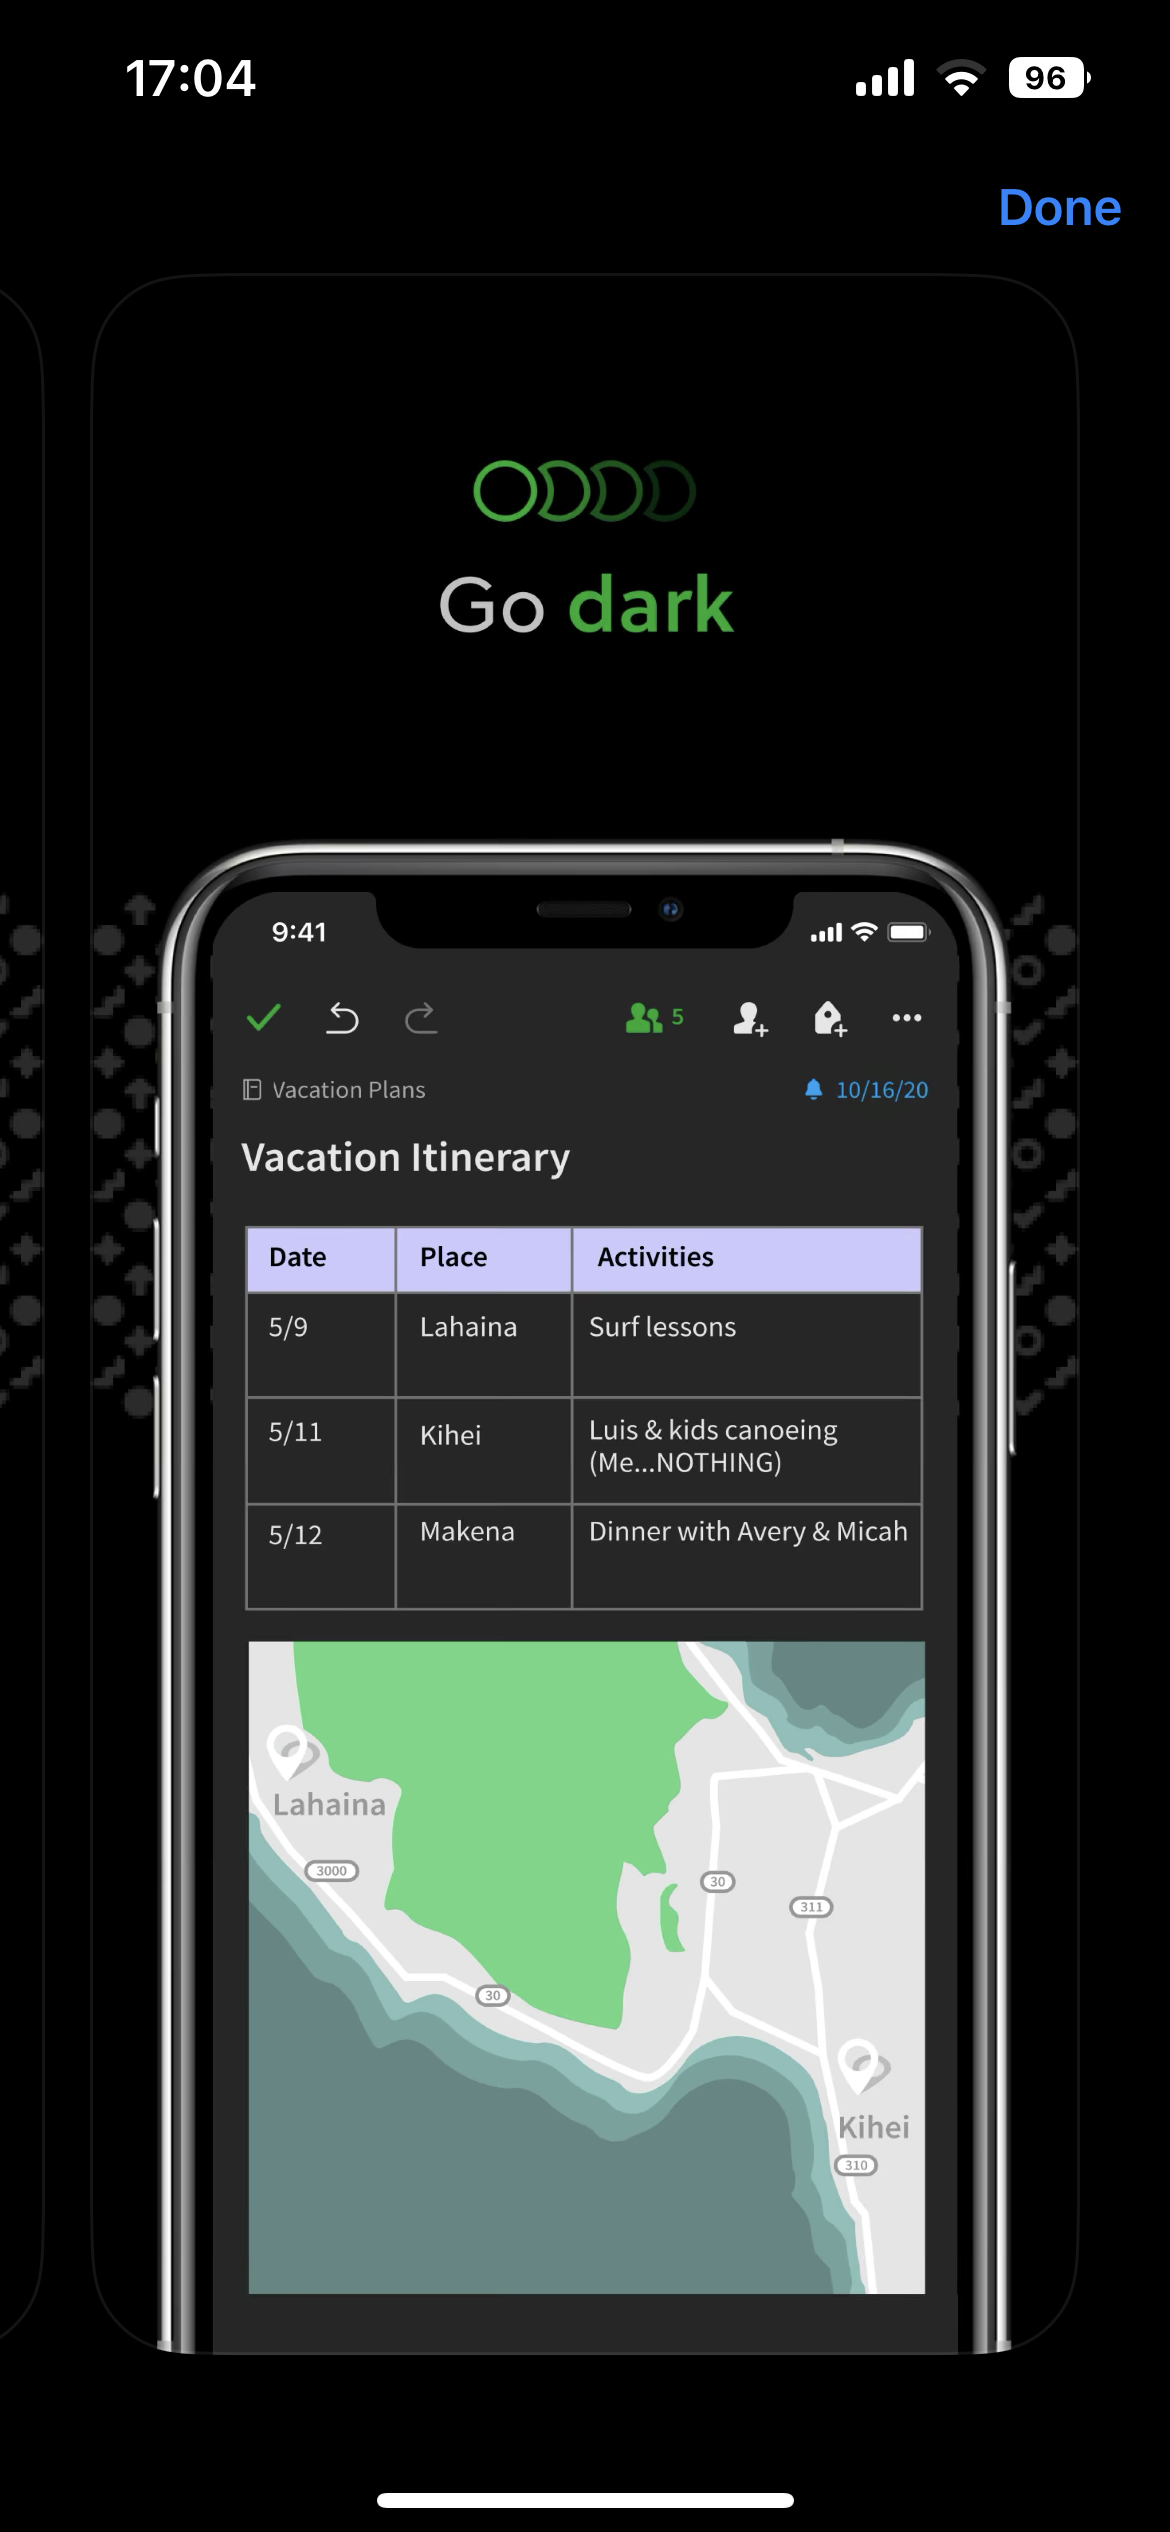 17:04
96
Done
Go dark
9:41
5
Vacation Plans
10/16/20
Vacation Itinerary
Date Place Activities
5/9 Lahaina Surf lessons
5/11 Kihei Luis & kids canoeing
(Me...NOTHING)
5/12 Makena Dinner with Avery & Micah
Lahaina
3000
30
311
30
Kihei
310